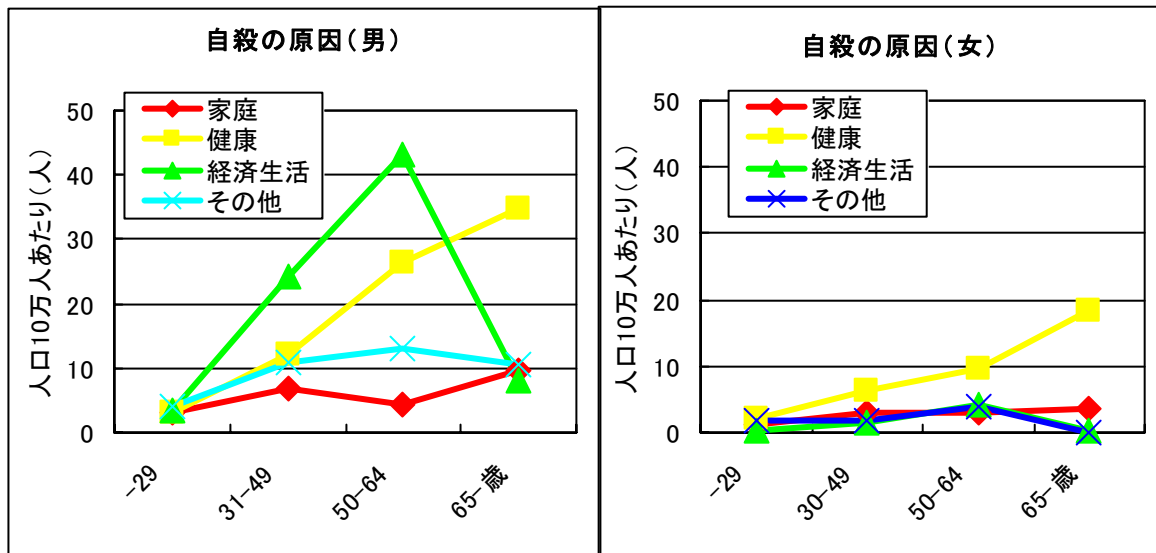 自殺の原因(男)
人口10万人あたり(人)
50
40
30
20
10
0
家庭
健康
経済生活
その他
-29
31-49
50-64
65-歳
自殺の原因(女)
人口10万人あたり(人)
50
40
30
20
10
0
家庭
健康
経済生活
その他
-29
30-49
50-64
65-歳